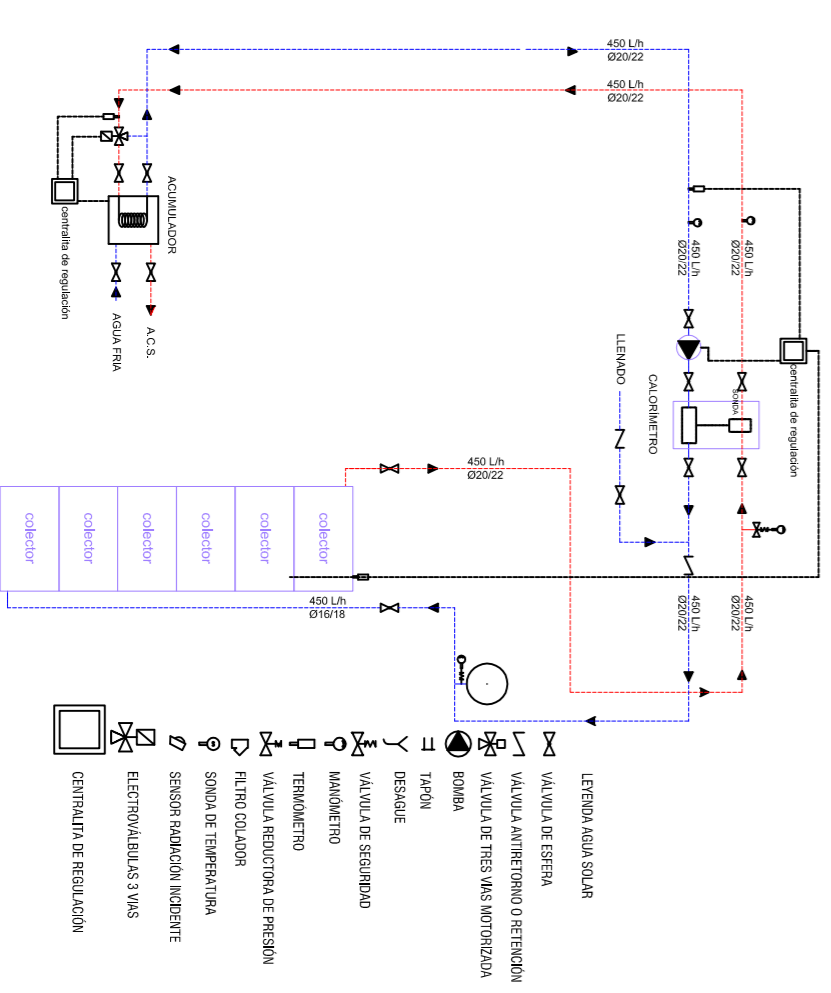 450 L/h
Ø20/22
450 L/h
Ø20/22
ACUMULADOR
centralita de regulación
AGUA FRIA
A.C.S.
450 L/h
Ø20/22
450 L/h
Ø20/22
centralita de regulación
LLENADO
CALORÍMETRO
SONDA
450 L/h
Ø20/22
colector
colector
colector
colector
colector
colector
450 L/h
Ø16/18
450 L/h
Ø20/22
450 L/h
Ø20/22
LEYENDA AGUA SOLAR
VÁLVULA DE ESFERA
VÁLVULA ANTIRETORNO O RETENCIÓN
VÁLVULA DE TRES VIAS MOTORIZADA
BOMBA
TAPÓN
DESAGUE
VÁLVULA DE SEGURIDAD
MANÓMETRO
TERMÓMETRO
VÁLVULA REDUCTORA DE PRESIÓN
FILTRO COLADOR
SONDA DE TEMPERATURA
SENSOR RADIACIÓN INCIDENTE
ELECTROVÁLBULAS 3 VIAS
CENTRALITA DE REGULACIÓN